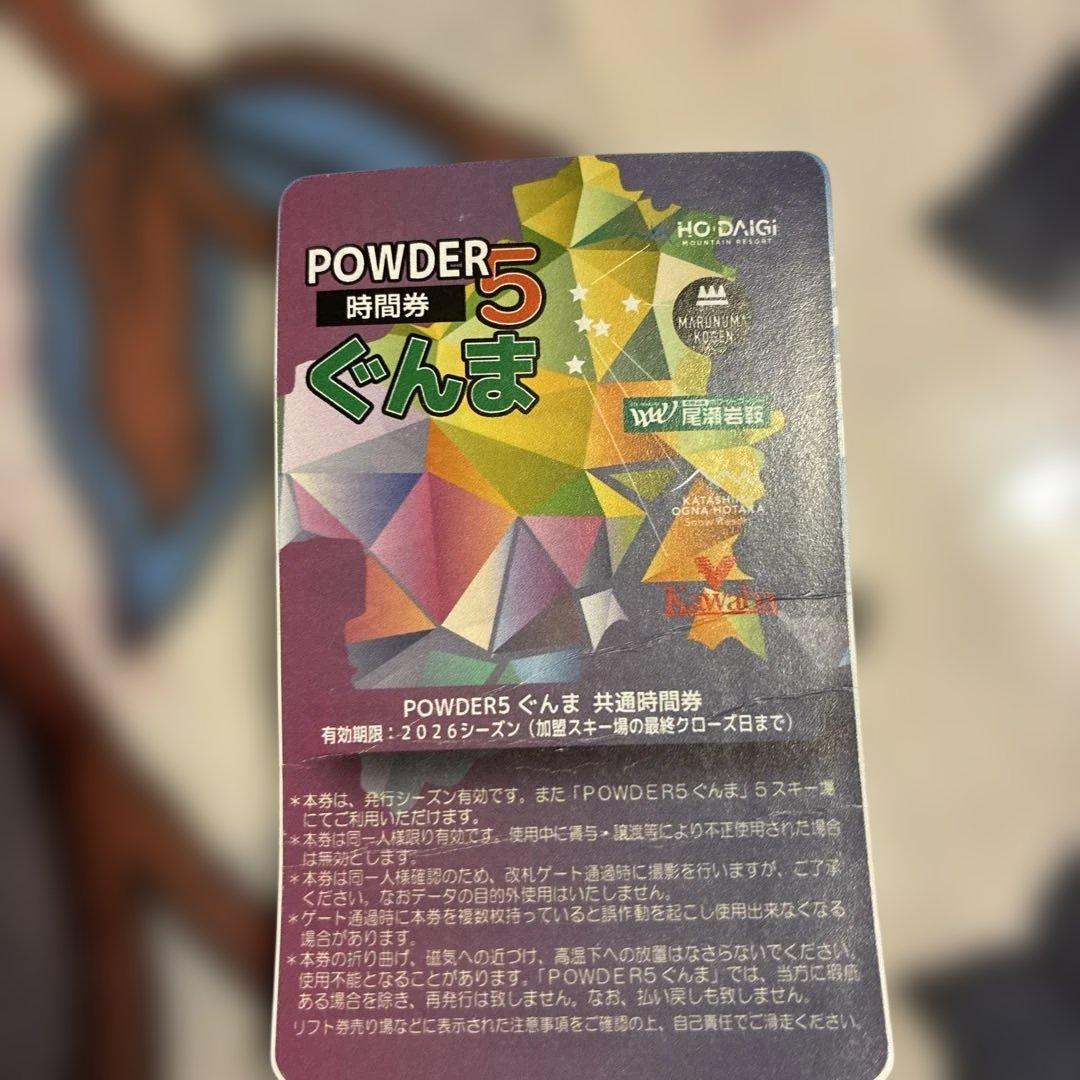 HO·DAIGi
MOUNTAIN RESORT
POWDER5
時間券
ぐんま
MARUNUMA
KOGEN
尾瀬岩鞍
KATASHINA
OGNA HOTAKA
Snow Resort
Kawaba
POWDER5 ぐんま 共通時間券
有効期限：2026シーズン（加盟スキー場の最終クローズ日まで）
＊本券は、発行シーズン有効です。また「POWDER5ぐんま」5スキー場
にてご利用いただけます。
＊本券は同一人様限り有効です。使用中に貸与・譲渡等により不正使用された場合
は無効とします。
＊本券は同一人様確認のため、改札ゲート通過時に撮影を行いますが、ご了承
ください。なおデータの目的外使用はいたしません。
＊ゲート通過時に本券を複数枚持っていると誤作動を起こし使用出来なくなる
場合があります。
＊本券の折り曲げ、磁気への近づけ、高温下への放置はなさらないでください。
使用不能となることがあります。「POWDER5ぐんま」では、当方に瑕疵
ある場合を除き、再発行は致しません。なお、払い戻しも致しません。
リフト券売り場などに表示された注意事項をご確認の上、自己責任でご滑走ください。